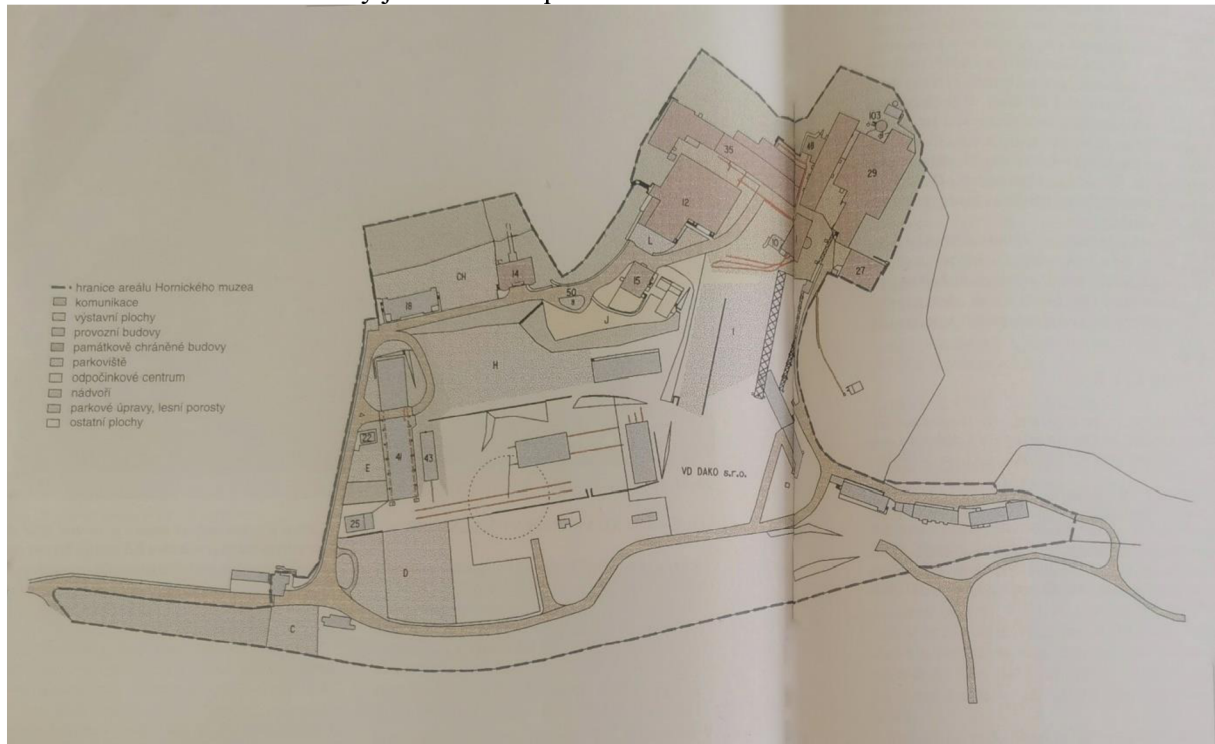 hranice areálu Hornického muzea
komunikace
výstavní plochy
provozní budovy
památkově chráněné budovy
parkoviště
odpočinkové centrum
nádvoří
parkové úpravy, lesní porosty
ostatní plochy
103
35
48
29
12
L
10
27
CH
14
15
50
18
J
I
H
22
E
41
43
VD DAKO s.r.o.
25
D
C